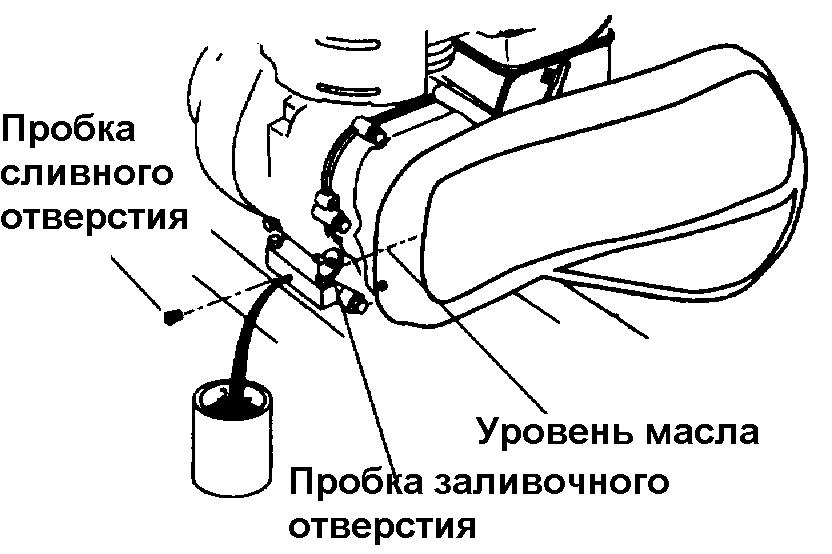 Пробка
сливного
отверстия
Уровень масла
Пробка заливочного
отверстия